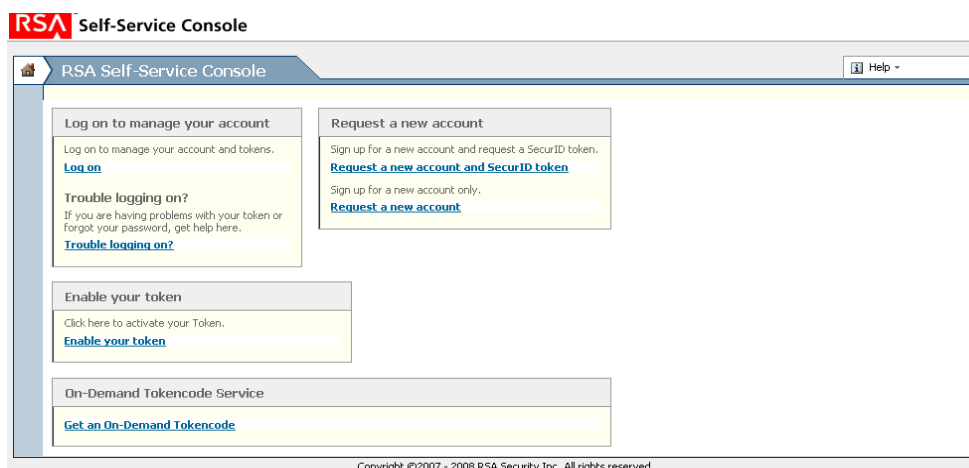 RSA Self-Service Console
RSA Self-Service Console
Help
Log on to manage your account
Log on to manage your account and tokens.
Log on
Trouble logging on?
If you are having problems with your token or
forgot your password, get help here.
Trouble logging on?
Request a new account
Sign up for a new account and request a SecurID token.
Request a new account and SecurID token
Sign up for a new account only.
Request a new account
Enable your token
Click here to activate your Token.
Enable your token
On-Demand Tokencode Service
Get an On-Demand Tokencode
Copyright ©2007 - 2008 RSA Security Inc. All rights reserved